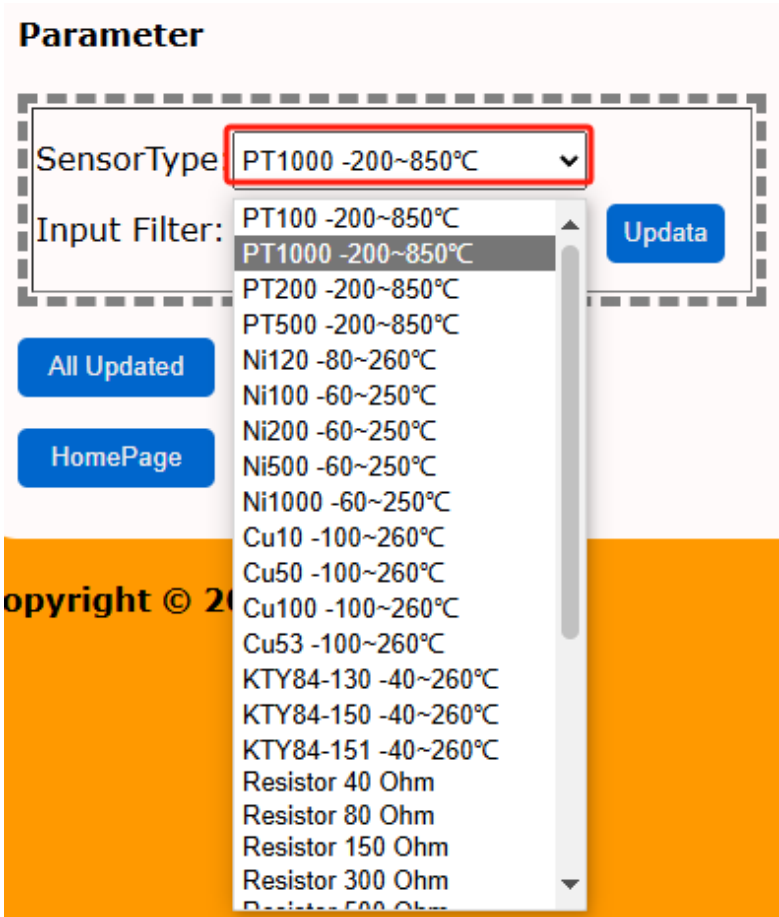 Parameter
SensorType: PT1000 -200~850℃
PT100 -200~850℃
Input Filter:
Updata
PT1000 -200~850℃
PT200 -200~850℃
PT500 -200~850℃
All Updated
Ni120 -80~260℃
Ni100 -60~250℃
Ni200 -60~250℃
HomePage
Ni500 -60~250℃
Ni1000 -60~250℃
Cu10 -100~260℃
Cu50 -100~260℃
opyright © 2
Cu100 -100~260℃
Cu53 -100~260℃
KTY84-130 -40~260℃
KTY84-150 -40~260℃
KTY84-151 -40~260℃
Resistor 40 Ohm
Resistor 80 Ohm
Resistor 150 Ohm
Resistor 300 Ohm